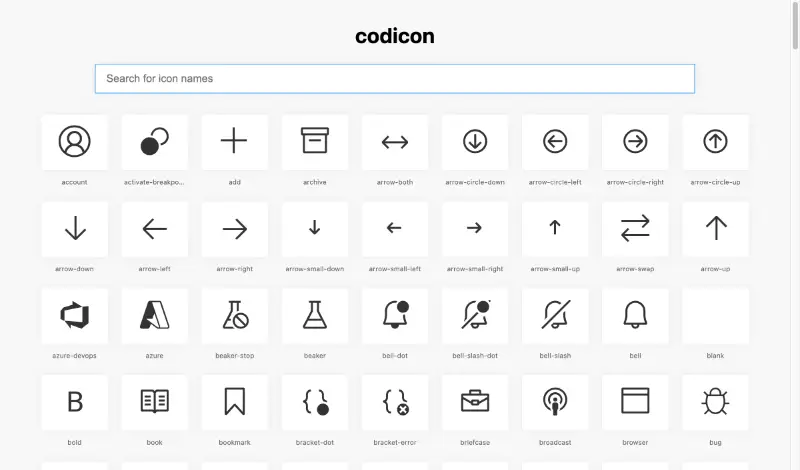 codicon
Search for icon names
account activate-breakpo... add archive arrow-both arrow-circle-down arrow-circle-left arrow-circle-right arrow-circle-up
arrow-down arrow-left arrow-right arrow-small-down arrow-small-left arrow-small-right arrow-small-up arrow-swap arrow-up
azure-devops azure beaker-stop beaker bell-dot bell-slash-dot bell-slash bell blank
B
bold book bookmark bracket-dot bracket-error briefcase broadcast browser bug